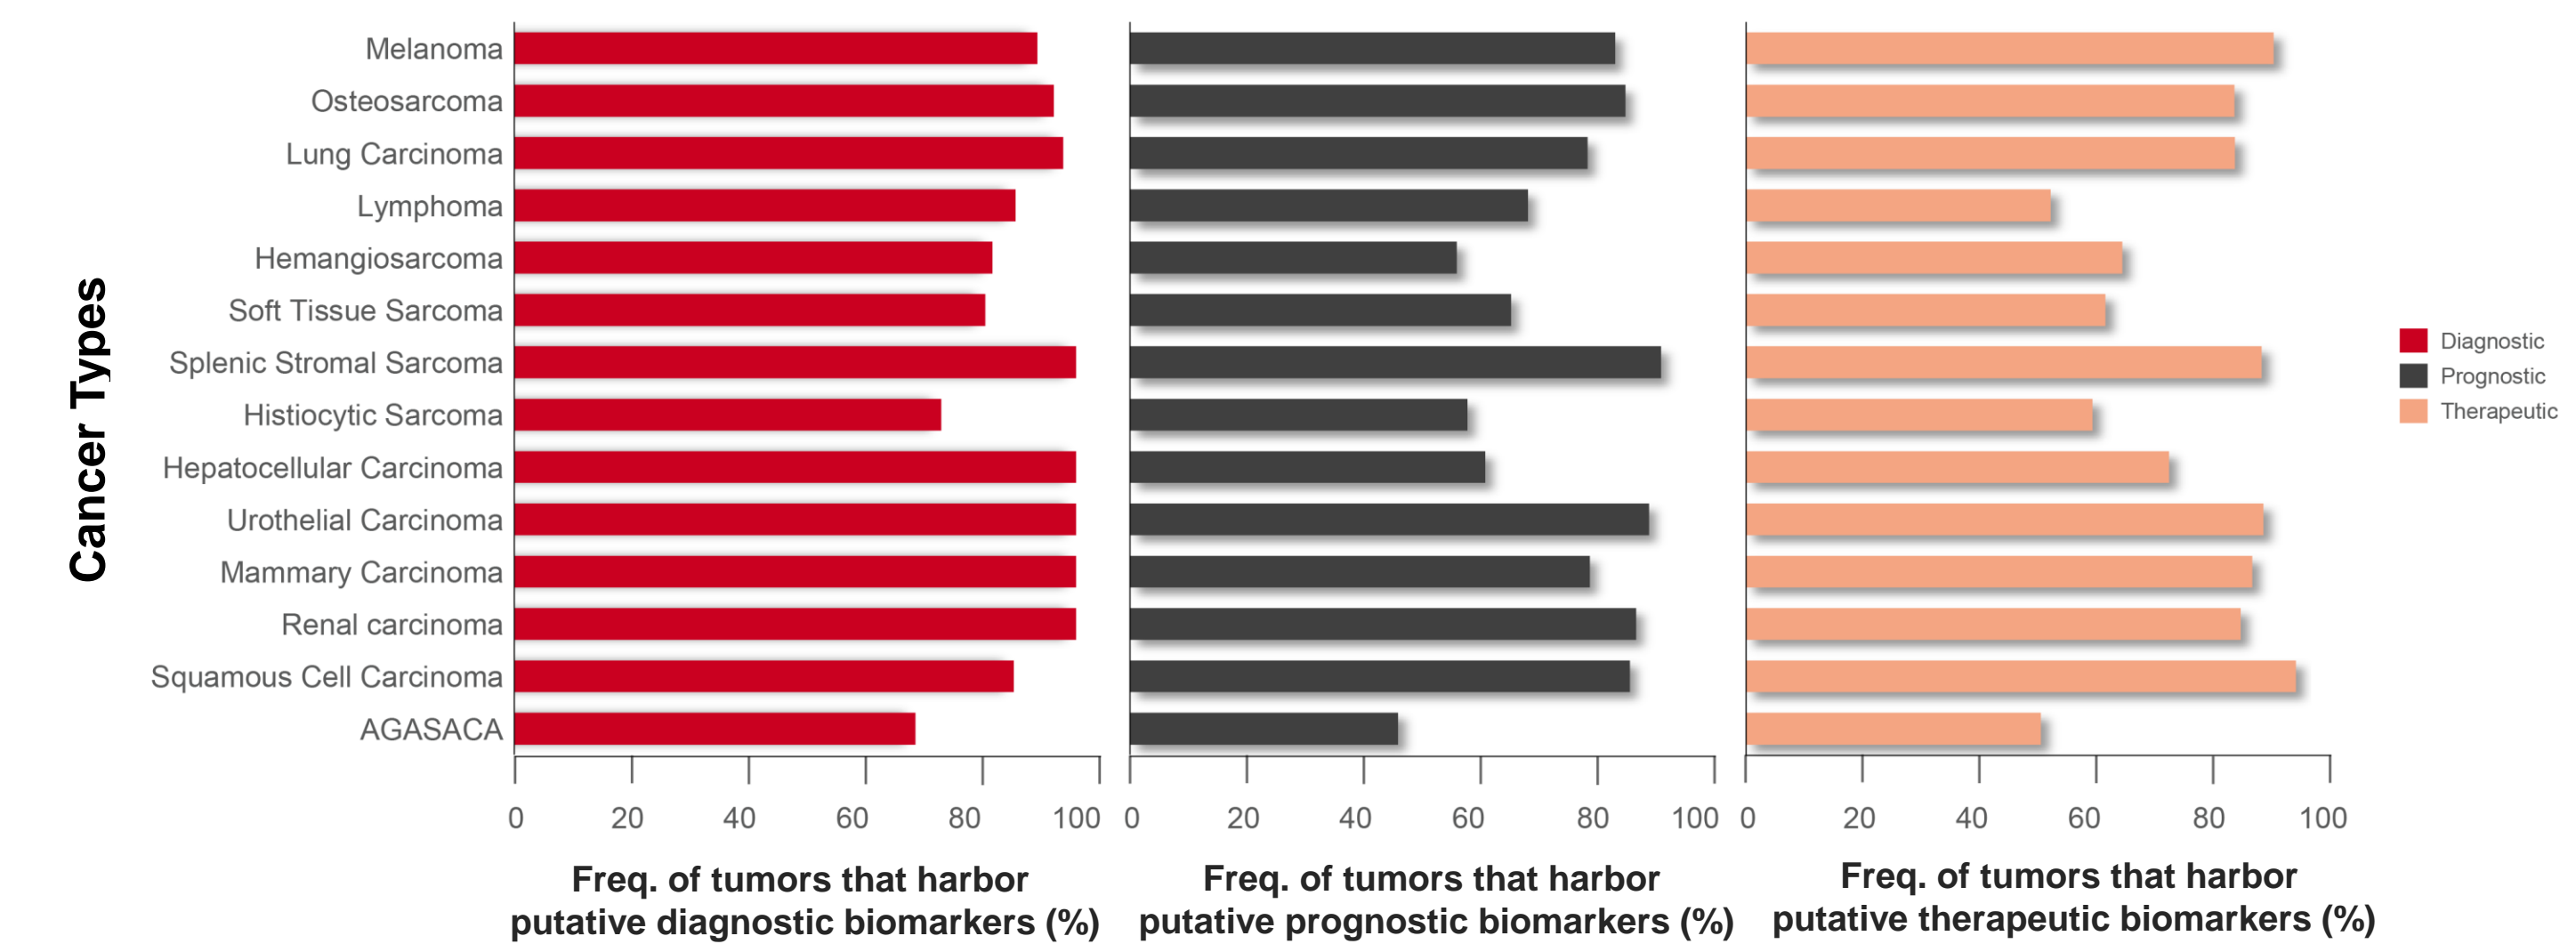 Cancer Types
Melanoma
Osteosarcoma
Lung Carcinoma
Lymphoma
Hemangiosarcoma
Soft Tissue Sarcoma
Splenic Stromal Sarcoma
Histiocytic Sarcoma
Hepatocellular Carcinoma
Urothelial Carcinoma
Mammary Carcinoma
Renal carcinoma
Squamous Cell Carcinoma
AGASACA
0 20 40 60 80 100
Freq. of tumors that harbor
putative diagnostic biomarkers (%)
0 20 40 60 80 100
Freq. of tumors that harbor
putative prognostic biomarkers (%)
0 20 40 60 80 100
Freq. of tumors that harbor
putative therapeutic biomarkers (%)
Diagnostic
Prognostic
Therapeutic